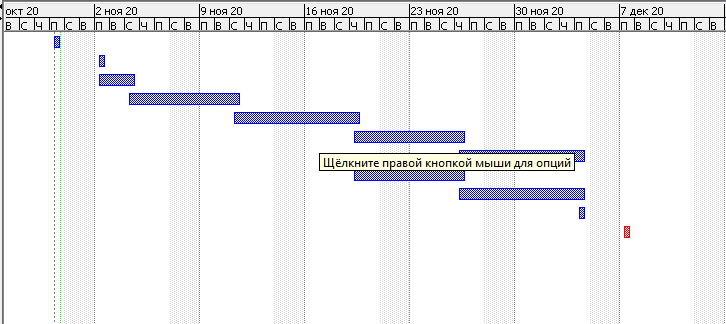 окт 20 2 ноя 20 9 ноя 20 16 ноя 20 23 ноя 20 30 ноя 20 7 дек 20
В С Ч П С В П В С Ч П С В П В С Ч П С В П В С Ч П С В П В С Ч П С В П В С Ч П С В П В С Ч П С В
Щёлкните правой кнопкой мыши для опций